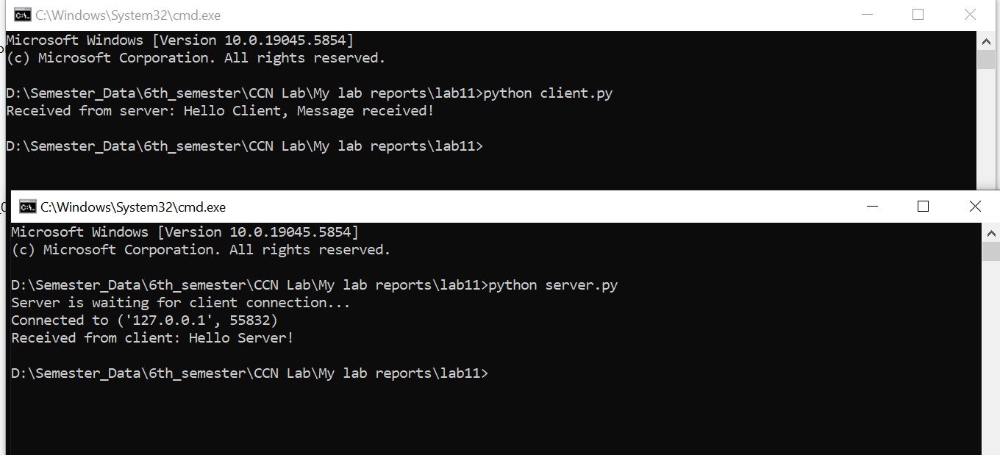 C:\Windows\System32\cmd.exe
Microsoft Windows [Version 10.0.19045.5854]
(c) Microsoft Corporation. All rights reserved.
D:\Semester_Data\6th_semester\CCN Lab\My lab reports\lab11>python client.py
Received from server: Hello Client, Message received!
D:\Semester_Data\6th_semester\CCN Lab\My lab reports\lab11>
C:\Windows\System32\cmd.exe
Microsoft Windows [Version 10.0.19045.5854]
(c) Microsoft Corporation. All rights reserved.
D:\Semester_Data\6th_semester\CCN Lab\My lab reports\lab11>python server.py
Server is waiting for client connection...
Connected to ('127.0.0.1', 55832)
Received from client: Hello Server!
D:\Semester_Data\6th_semester\CCN Lab\My lab reports\lab11>